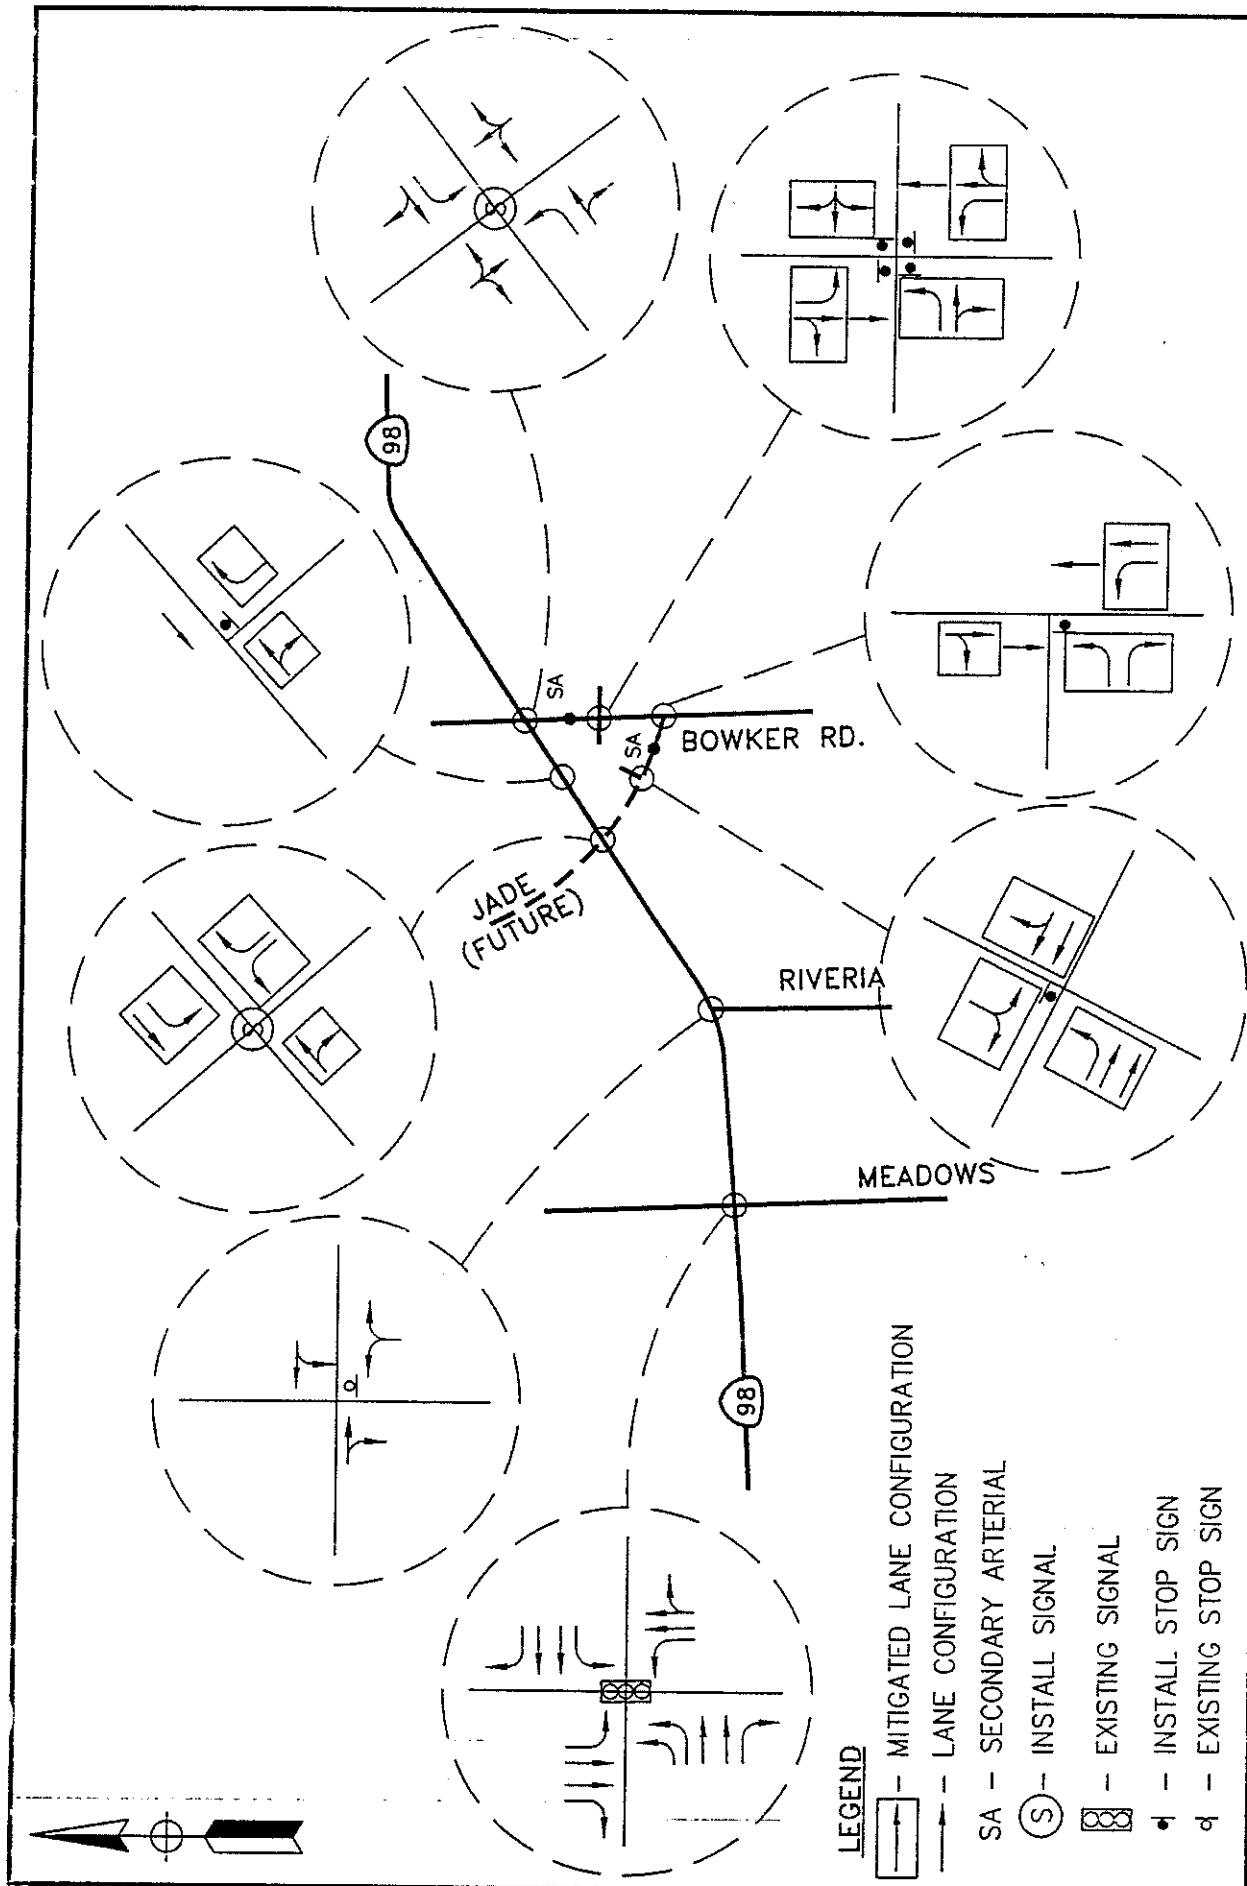 98
SA
SA
BOWKER RD.
JADE
(FUTURE)
RIVERIA
MEADOWS
98
LEGEND
– MITIGATED LANE CONFIGURATION
– LANE CONFIGURATION
SA – SECONDARY ARTERIAL
S – INSTALL SIGNAL
– EXISTING SIGNAL
– INSTALL STOP SIGN
– EXISTING STOP SIGN